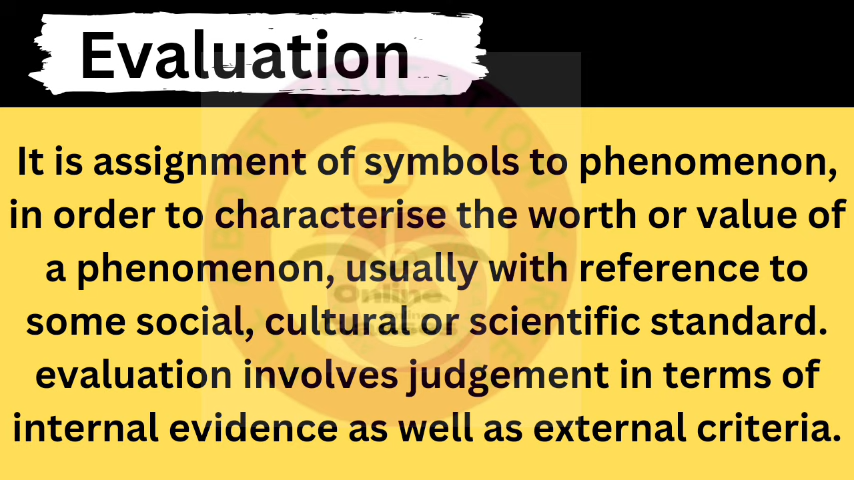 Evaluation
It is assignment of symbols to phenomenon,
in order to characterise the worth or value of
a phenomenon, usually with reference to
some social, cultural or scientific standard.
evaluation involves judgement in terms of
internal evidence as well as external criteria.
Online